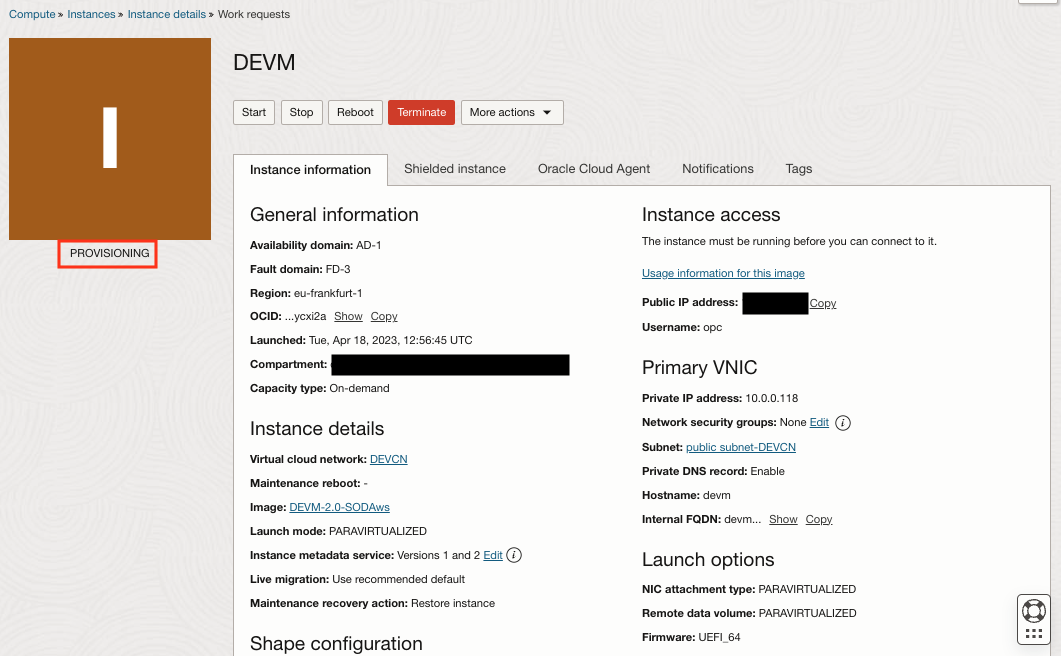 Compute » Instances » Instance details » Work requests
I
PROVISIONING
DEVM
Start Stop Reboot Terminate More actions
Instance information Shielded instance Oracle Cloud Agent Notifications Tags
General information
Availability domain: AD-1
Fault domain: FD-3
Region: eu-frankfurt-1
OCID: ...ycxi2a Show Copy
Launched: Tue, Apr 18, 2023, 12:56:45 UTC
Compartment:
Capacity type: On-demand
Instance details
Virtual cloud network: DEVCN
Maintenance reboot: -
Image: DEVM-2.0-SODAws
Launch mode: PARAVIRTUALIZED
Instance metadata service: Versions 1 and 2 Edit i
Live migration: Use recommended default
Maintenance recovery action: Restore instance
Shape configuration
Instance access
The instance must be running before you can connect to it.
Usage information for this image
Public IP address: Copy
Username: opc
Primary VNIC
Private IP address: 10.0.0.118
Network security groups: None Edit i
Subnet: public subnet-DEVCN
Private DNS record: Enable
Hostname: devm
Internal FQDN: devm... Show Copy
Launch options
NIC attachment type: PARAVIRTUALIZED
Remote data volume: PARAVIRTUALIZED
Firmware: UEFI_64